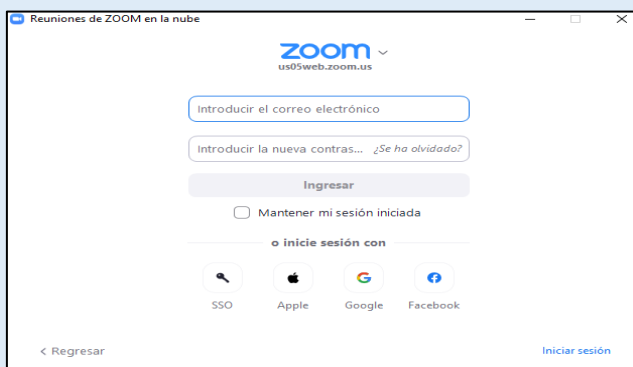 Reuniones de ZOOM en la nube
zoom
us05web.zoom.us
Introducir el correo electrónico
Introducir la nueva contras... ¿Se ha olvidado?
Ingresar
Mantener mi sesión iniciada
o inicie sesión con
SSO Apple Google Facebook
< Regresar Iniciar sesión